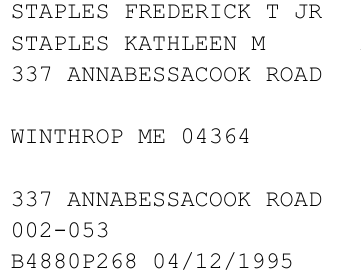 STAPLES FREDERICK T JR
STAPLES KATHLEEN M
337 ANNABESSACOOK ROAD
WINTHROP ME 04364
337 ANNABESSACOOK ROAD
002-053
B4880P268 04/12/1995